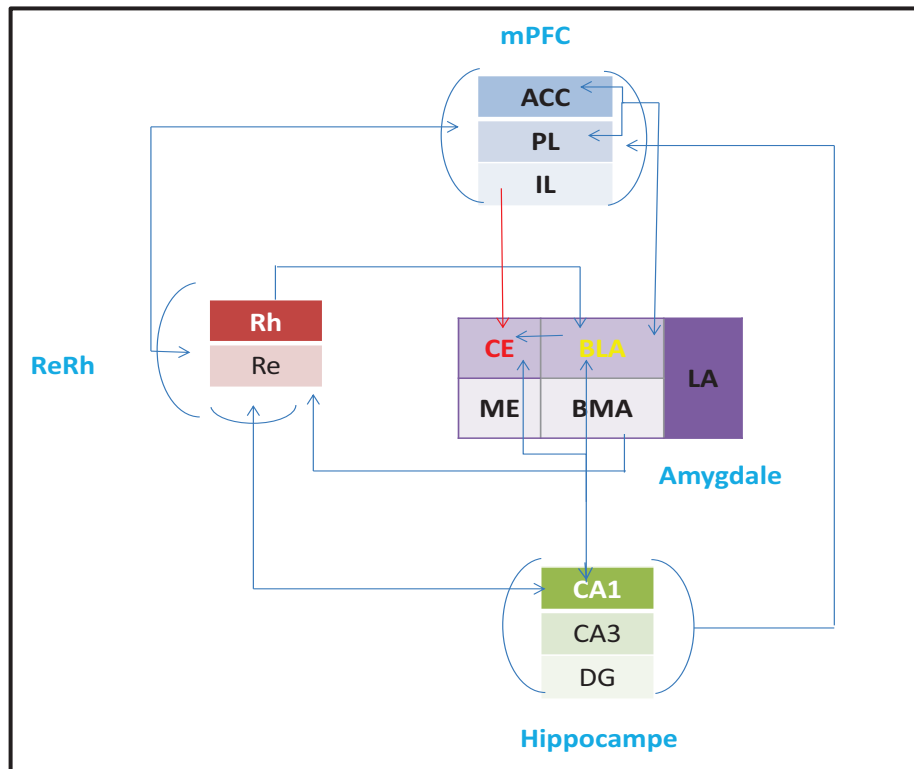 mPFC
ACC
PL
IL
Rh
Re
ReRh
CE
BLA
LA
ME
BMA
Amygdale
CA1
CA3
DG
Hippocampe